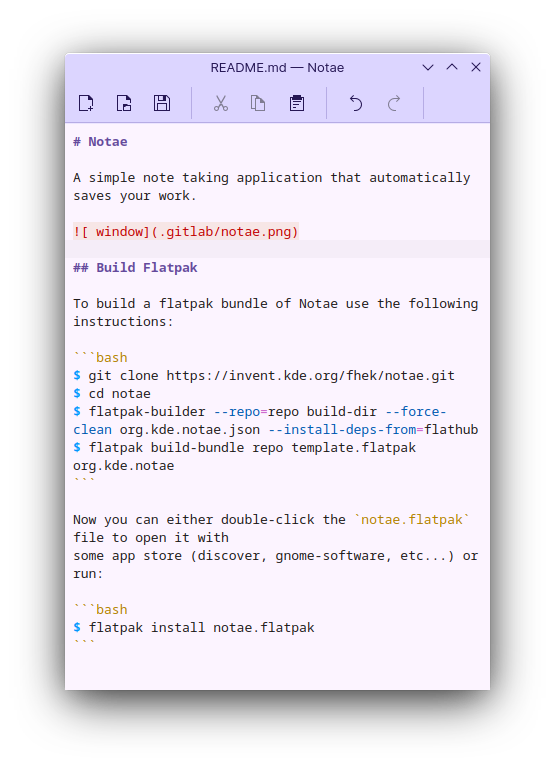 README.md — Notae
# Notae
A simple note taking application that automatically
saves your work.
![ window](.gitlab/notae.png)
## Build Flatpak
To build a flatpak bundle of Notae use the following
instructions:
```bash
$ git clone https://invent.kde.org/fhek/notae.git
$ cd notae
$ flatpak-builder --repo=repo build-dir --force-
clean org.kde.notae.json --install-deps-from=flathub
$ flatpak build-bundle repo template.flatpak
org.kde.notae
```
Now you can either double-click the `notae.flatpak`
file to open it with
some app store (discover, gnome-software, etc...) or
run:
```bash
$ flatpak install notae.flatpak
```